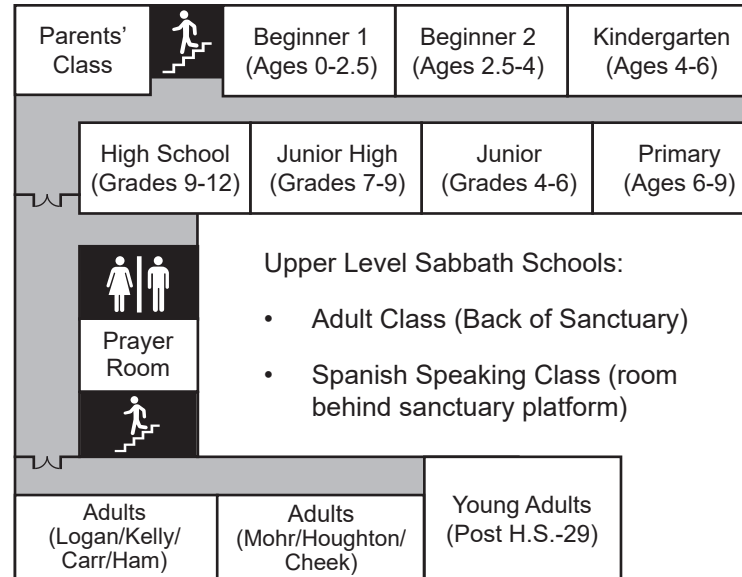 Parents'
Class
Beginner 1
(Ages 0-2.5)
Beginner 2
(Ages 2.5-4)
Kindergarten
(Ages 4-6)
High School
(Grades 9-12)
Junior High
(Grades 7-9)
Junior
(Grades 4-6)
Primary
(Ages 6-9)
Upper Level Sabbath Schools:
• Adult Class (Back of Sanctuary)
• Spanish Speaking Class (room
behind sanctuary platform)
Prayer
Room
Adults
(Logan/Kelly/
Carr/Ham)
Adults
(Mohr/Houghton/
Cheek)
Young Adults
(Post H.S.-29)